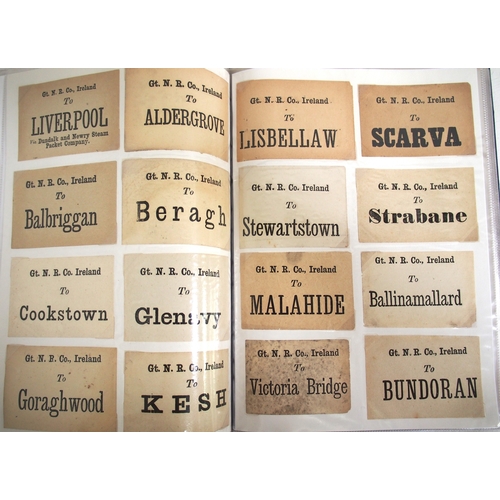 Gt. N. R. Co., Ireland
To
LIVERPOOL
Via Dundalk and Newry Steam
Packet Company.
Gt. N. R. Co., Ireland
To
ALDERGROVE
Gt. N. R. Co., Ireland
To
Balbriggan
Gt. N. R. Co., Ireland
To
Beragh
Gt. N. R. Co. Ireland
To
Cookstown
Gt. N. R. Co. Ireland
To
Glenavy
Gt. N. R. Co., Ireland
To
Goraghwood
Gt. N. R. Co., Ireland
To
KESH
Gt. N. R. Co., Ireland
To
LISBELLAW
Gt. N. R. Co., Ireland
To
SCARVA
Gt. N. R. Co., Ireland
To
Stewartstown
Gt. N. R. Co., Ireland
To
Strabane
Gt. N. R. Co., Ireland
To
MALAHIDE
Gt. N. R. Co., Ireland
To
Ballinamallard
Gt. N. R. Co., Ireland
To
Victoria Bridge
Gt. N. R. Co., Ireland
To
BUNDORAN